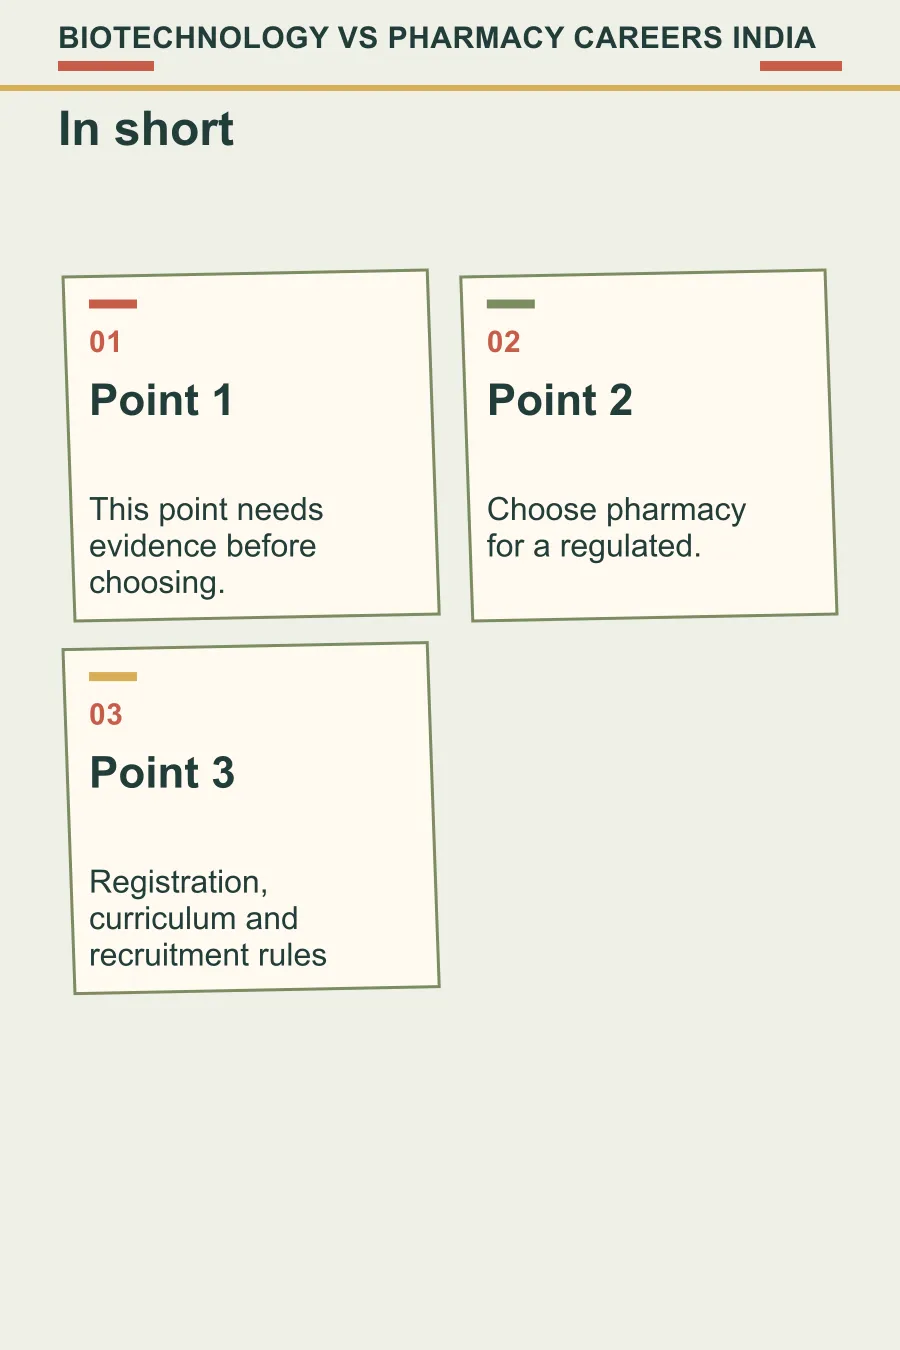 BIOTECHNOLOGY VS PHARMACY CAREERS INDIA
In short
01
Point 1
This point needs
evidence before
choosing.
02
Point 2
Choose pharmacy
for a regulated.
03
Point 3
Registration,
curriculum and
recruitment rules